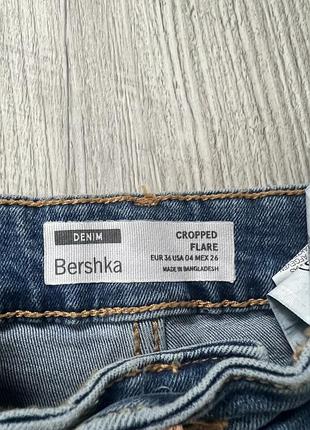 DENIM
Bershka
CROPPED
FLARE
EUR 36 USA 04 MEX 26
MADE IN BANGLADESH